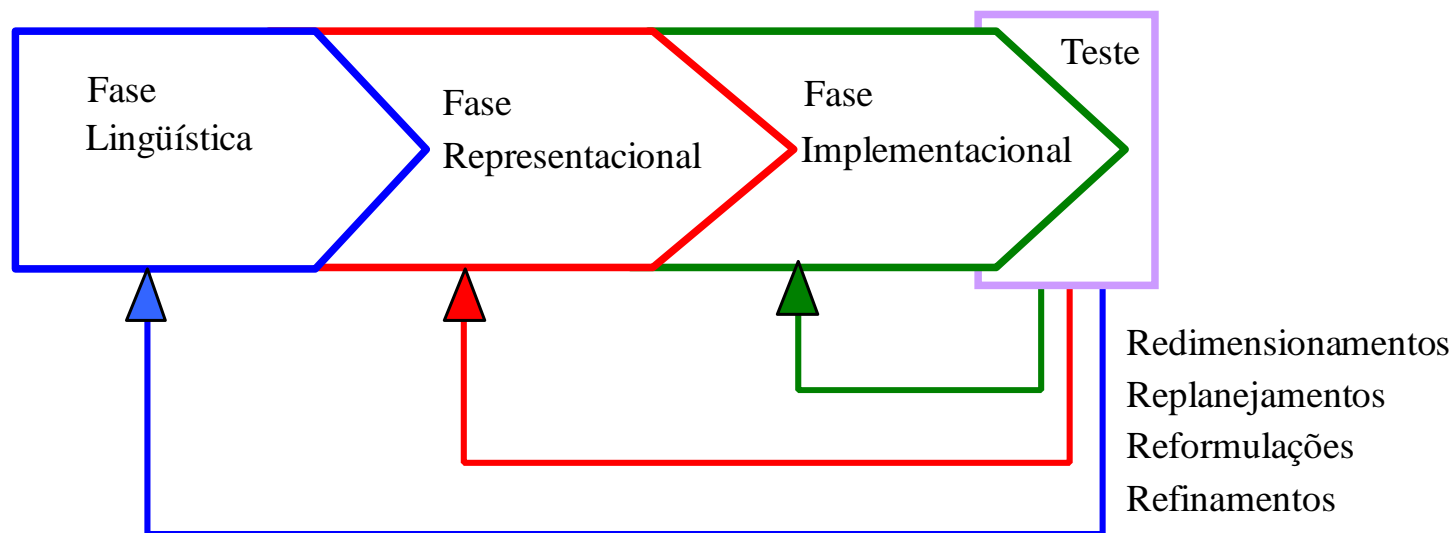 Fase
Lingüística
Fase
Representacional
Fase
Implementacional
Teste
Redimensionamentos
Replanejamentos
Reformulações
Refinamentos